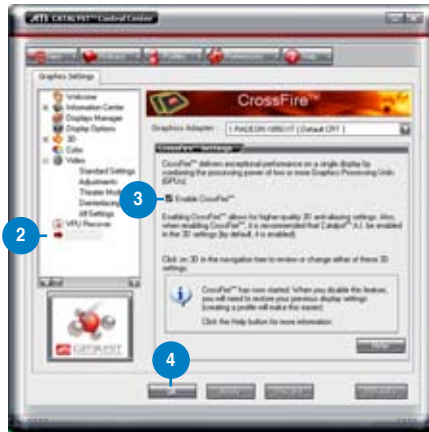 ATI CATALYST™ Control Center
Graphics Settings
Welcome
Information Center
Displays Manager
Display Options
3D
Color
Video
Standard Settings
Adjustments
Theater Mode
Deinterlacing
All Settings
VPU Recover
2
CATALYST
CrossFire™
Graphics Adapter:
CrossFire™ Settings
CrossFire™ delivers exceptional performance on a single display by
combining the processing power of two or more Graphics Processing Units
(GPUs).
3
Enable CrossFire™
Enabling CrossFire™ allows for higher-quality 3D anti-aliasing settings. Also,
when enabling CrossFire™, it is recommended that Catalyst™ A.I. be enabled
in the 3D settings (by default, it is enabled).
Click on 3D in the navigation tree to review or change either of these 3D
settings.
CrossFire™ has now started. When you disable this feature,
you will need to restore your previous display settings
(creating a profile will make this easier).
Click the Help button for more information.
Help
4
OK